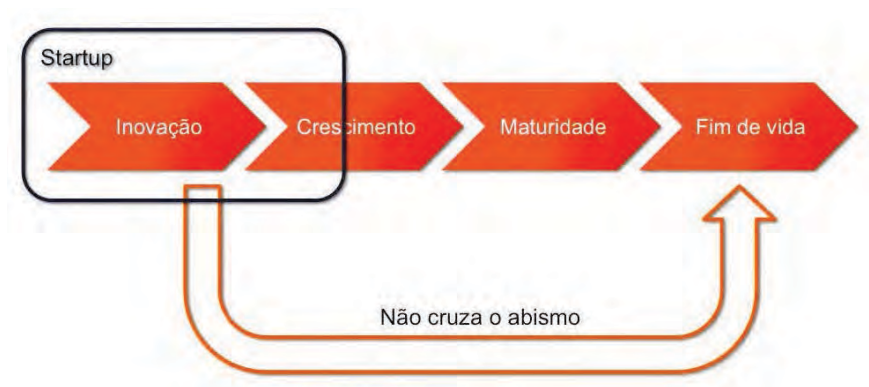 Startup
Inovação
Crescimento
Maturidade
Fim de vida
Não cruza o abismo